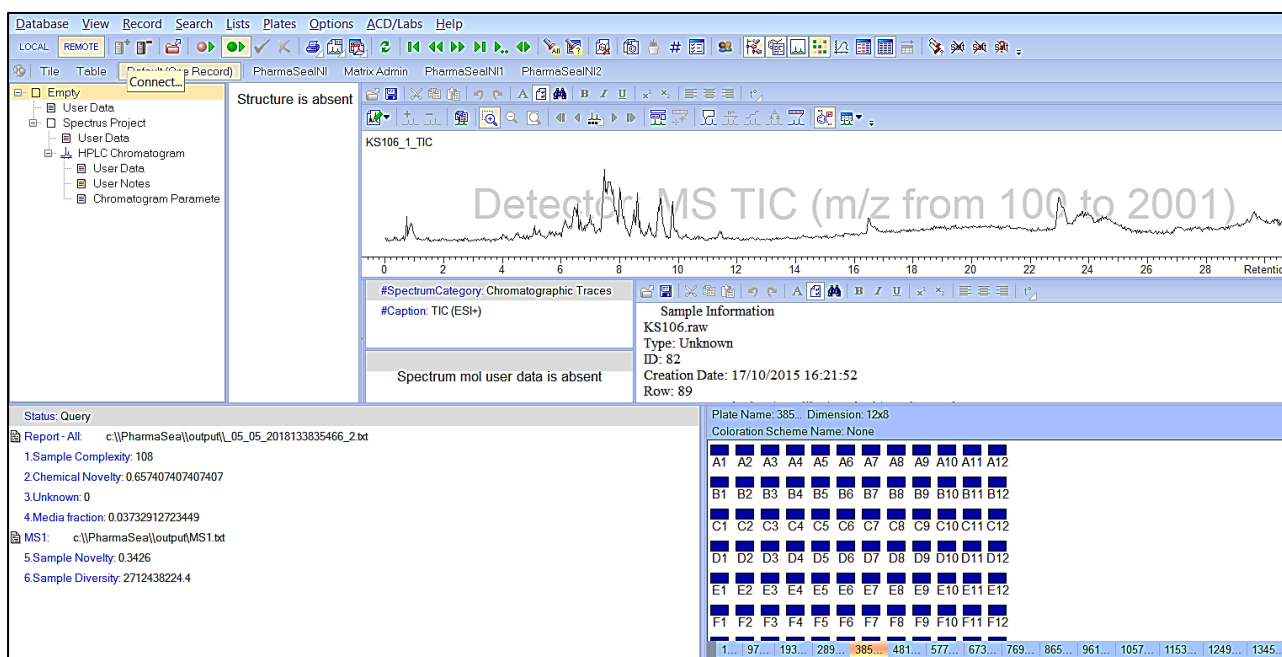 Database View Record Search Lists Plates Options ACD/Labs Help
LOCAL REMOTE
Tile Table Default(One Record) PharmaSeaNI Matrix Admin PharmaSealNI1 PharmaSealNI2
Connect...
Empty
User Data
Spectrus Project
User Data
HPLC Chromatogram
User Data
User Notes
Chromatogram Paramete
Structure is absent
KS106_1_TIC
Detector: MS TIC (m/z from 100 to 2001)
0 2 4 6 8 10 12 14 16 18 20 22 24 26 28 Retentic
#SpectrumCategory: Chromatographic Traces
#Caption: TIC (ESI+)
Spectrum mol user data is absent
Sample Information
KS106.raw
Type: Unknown
ID: 82
Creation Date: 17/10/2015 16:21:52
Row: 89
Status: Query
Report - All: c:\\PharmaSea\\output\\_05_05_2018133835466_2.txt
1.Sample Complexity: 108
2.Chemical Novelty: 0.657407407407407
3.Unknown: 0
4.Media fraction: 0.03732912723449
MS1: c:\\PharmaSea\\output\MS1.txt
5.Sample Novelty: 0.3426
6.Sample Diversity: 2712438224.4
Plate Name: 385... Dimension: 12x8
Coloration Scheme Name: None
A1 A2 A3 A4 A5 A6 A7 A8 A9 A10 A11 A12
B1 B2 B3 B4 B5 B6 B7 B8 B9 B10 B11 B12
C1 C2 C3 C4 C5 C6 C7 C8 C9 C10 C11 C12
D1 D2 D3 D4 D5 D6 D7 D8 D9 D10 D11 D12
E1 E2 E3 E4 E5 E6 E7 E8 E9 E10 E11 E12
F1 F2 F3 F4 F5 F6 F7 F8 F9 F10 F11 F12
1... 97... 193... 289... 385... 481... 577... 673... 769... 865... 961... 1057... 1153... 1249... 1345...